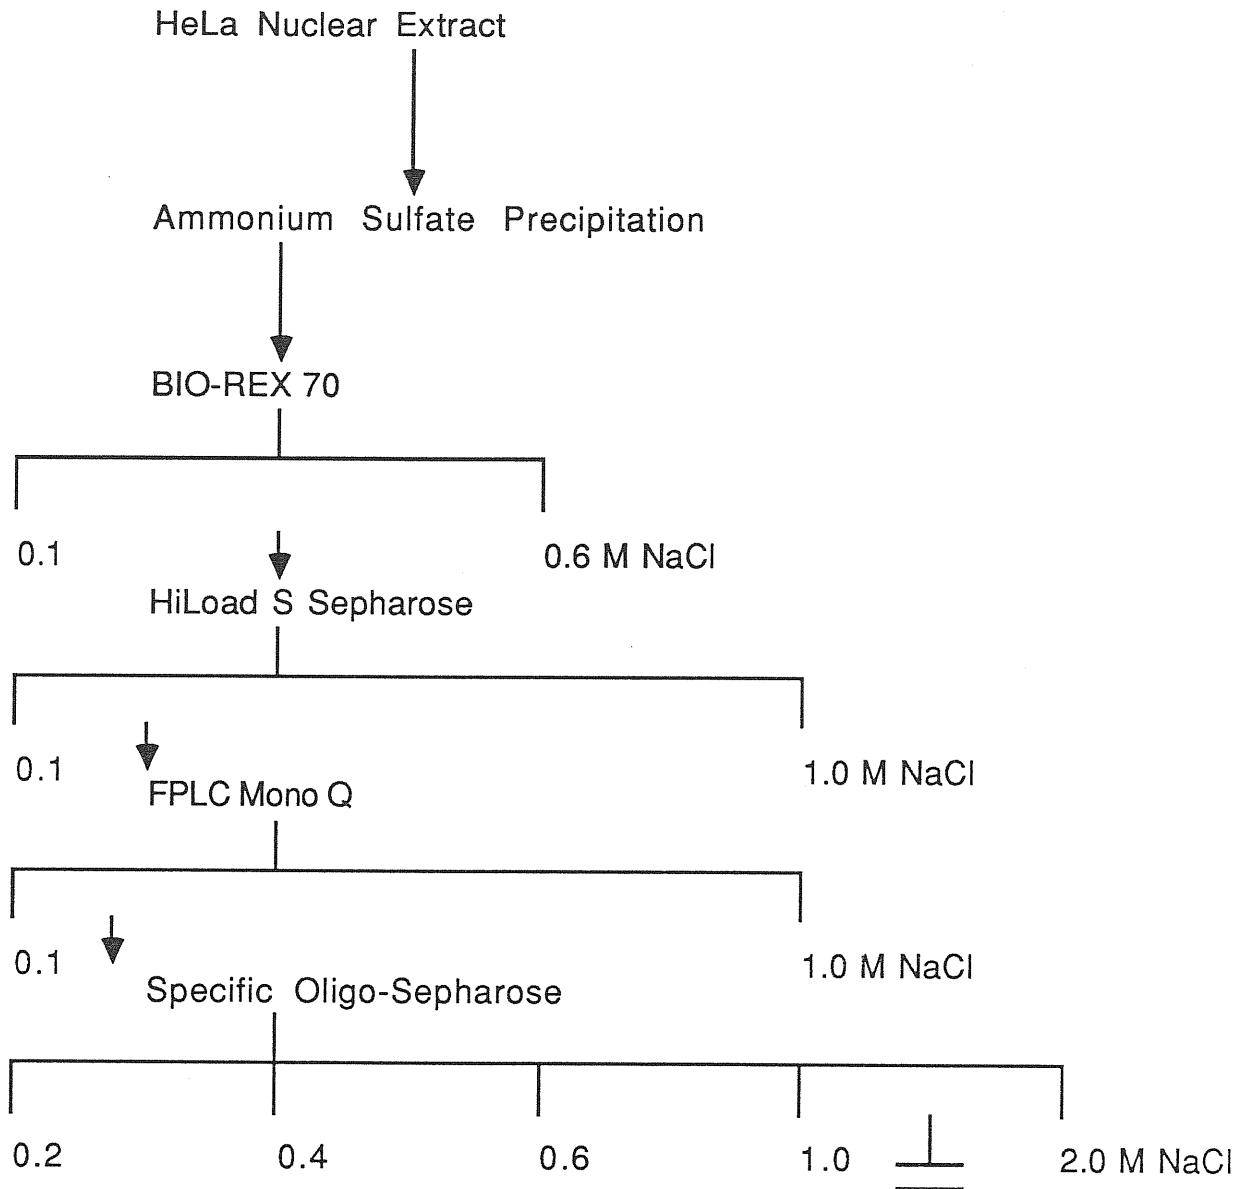 HeLa Nuclear Extract
Ammonium Sulfate Precipitation
BIO-REX 70
0.1 0.6 M NaCl
HiLoad S Sepharose
0.1 1.0 M NaCl
FPLC Mono Q
0.1 1.0 M NaCl
Specific Oligo-Sepharose
0.2 0.4 0.6 1.0 2.0 M NaCl